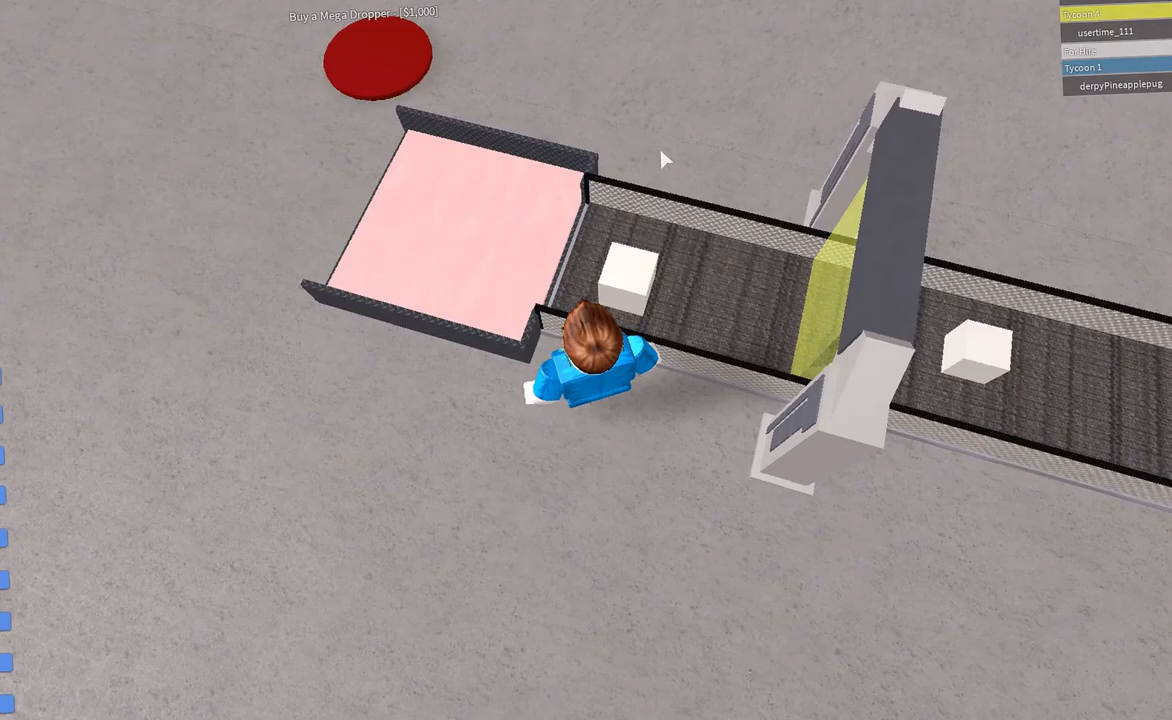 Buy a Mega Dropper - [$1,000]
Tycoon 4
usertime_111
For Hire
Tycoon 1
derpyPineapplepug